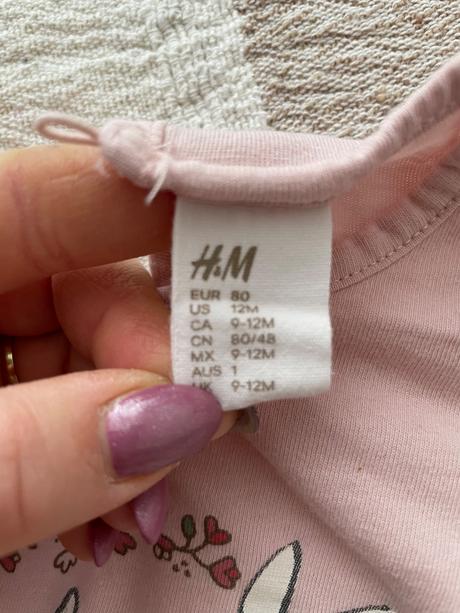 H&M
EUR 80
US 12M
CA 9-12M
CN 80/48
MX 9-12M
AUS 1
UK 9-12M